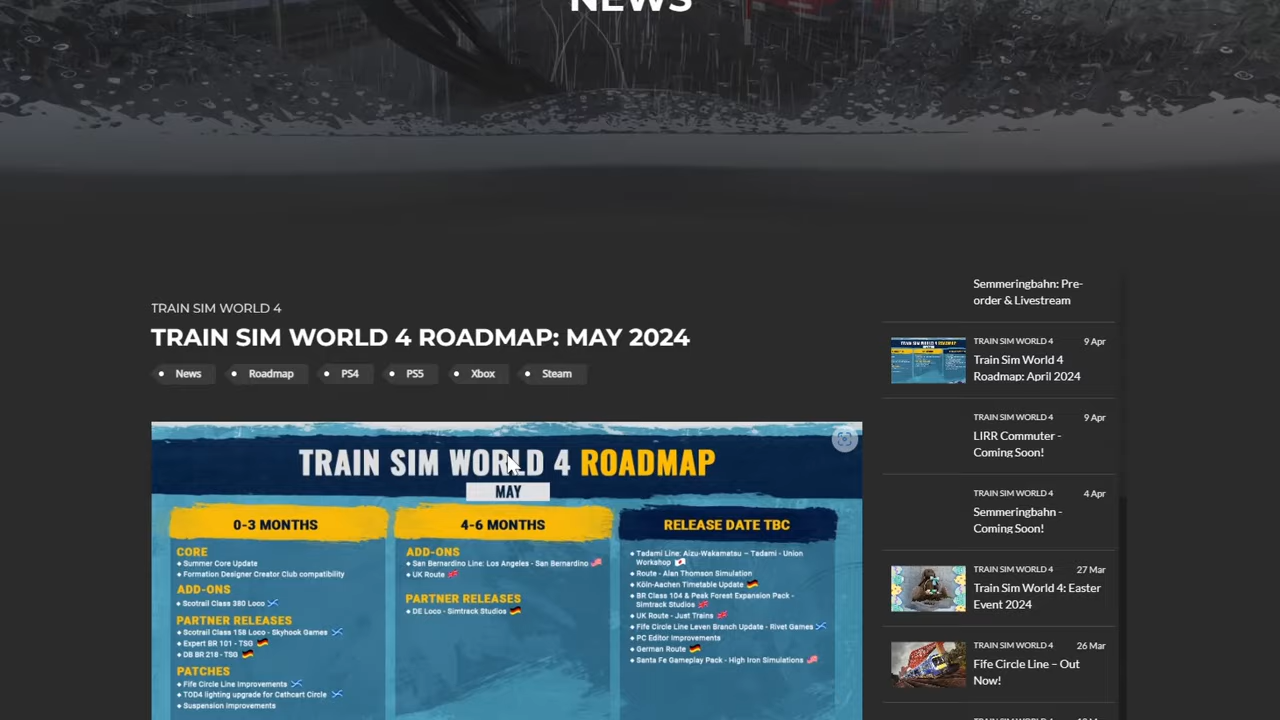 NEWS
TRAIN SIM WORLD 4
TRAIN SIM WORLD 4 ROADMAP: MAY 2024
News
Roadmap
PS4
PS5
Xbox
Steam
TRAIN SIM WORLD 4 ROADMAP
MAY
0-3 MONTHS
CORE
Summer Core Update
Formation Designer Creator Club compatibility
ADD-ONS
Scotrail Class 380 Loco
PARTNER RELEASES
Scotrail Class 158 Loco - Skyhook Games
Expert BR 101 - TSG
DB BR 218 - TSG
PATCHES
Fife Circle Line Improvements
TOD4 lighting upgrade for Cathcart Circle
Suspension improvements
4-6 MONTHS
ADD-ONS
San Bernardino Line: Los Angeles - San Bernardino
UK Route
PARTNER RELEASES
DE Loco - Simtrack Studios
RELEASE DATE TBC
Tadami Line: Aizu-Wakamatsu – Tadami - Union
Workshop
Route - Alan Thomson Simulation
Köln-Aachen Timetable Update
BR Class 104 & Peak Forest Expansion Pack -
Simtrack Studios
UK Route - Just Trains
Fife Circle Line Leven Branch Update - Rivet Games
PC Editor Improvements
German Route
Santa Fe Gameplay Pack - High Iron Simulations
Semmeringbahn: Pre-
order & Livestream
TRAIN SIM WORLD 4 9 Apr
Train Sim World 4
Roadmap: April 2024
TRAIN SIM WORLD 4 9 Apr
LIRR Commuter -
Coming Soon!
TRAIN SIM WORLD 4 4 Apr
Semmeringbahn -
Coming Soon!
TRAIN SIM WORLD 4 27 Mar
Train Sim World 4: Easter
Event 2024
TRAIN SIM WORLD 4 26 Mar
Fife Circle Line – Out
Now!